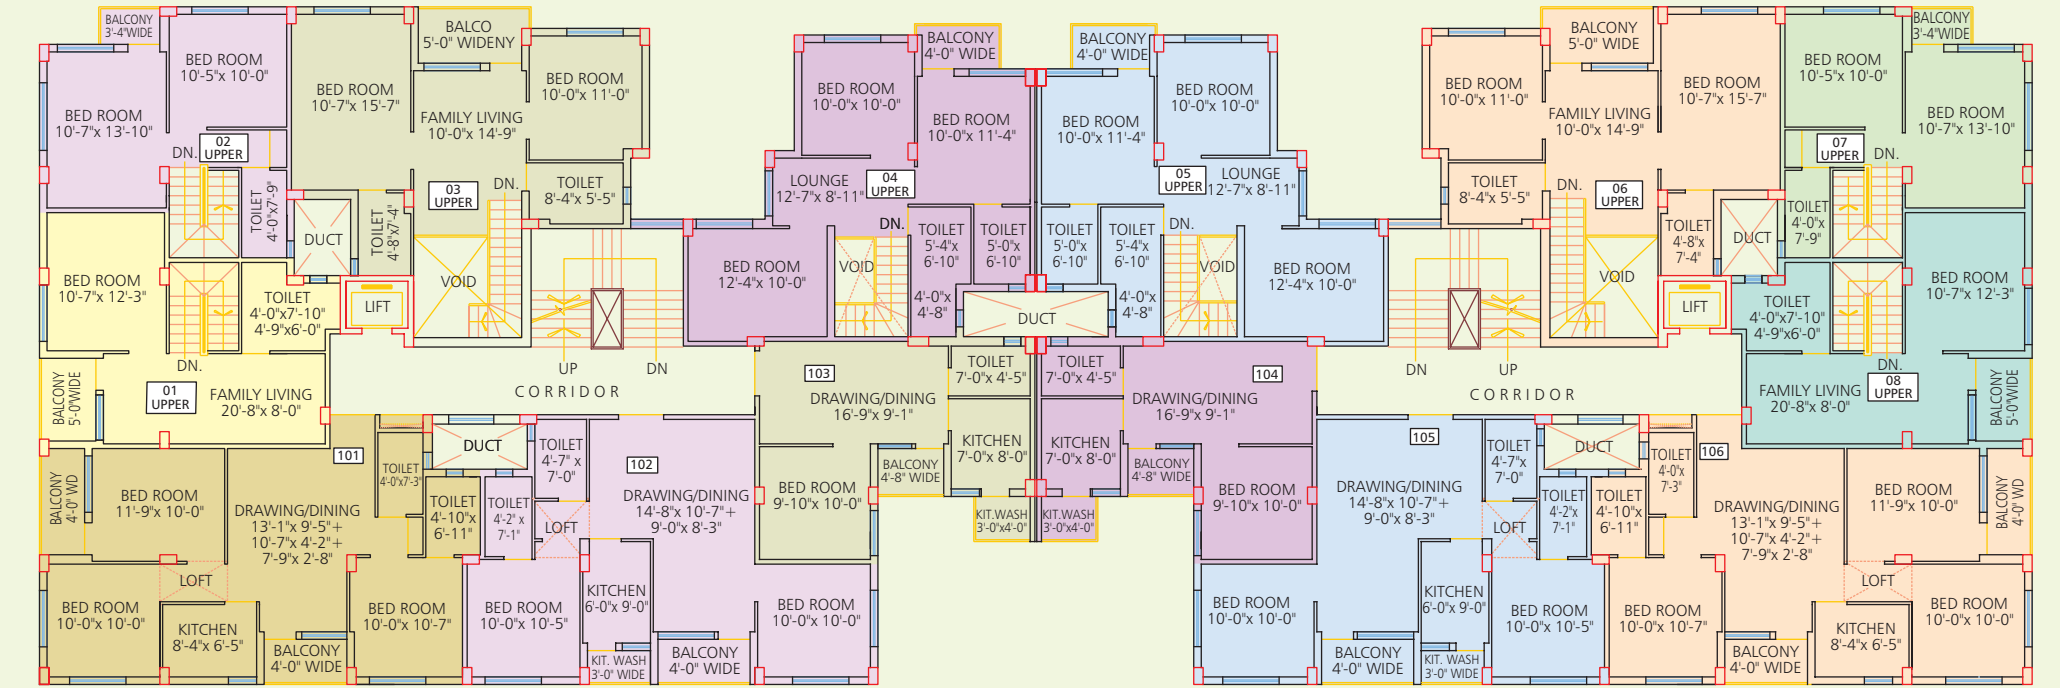 BALCONY
3'-4"WIDE
BED ROOM
10'-5"x 10'-0"
BED ROOM
10'-7"x 13'-10"
02
UPPER
DN.
TOILET
4'-0"x7'-9"
BED ROOM
10'-7"x 15'-7"
BALCO
5'-0" WIDENY
FAMILY LIVING
10'-0"x 14'-9"
BED ROOM
10'-0"x 11'-0"
03
UPPER
DN.
TOILET
8'-4"x 5'-5"
TOILET
4'-8"x7'-4"
DUCT
LIFT
VOID
BED ROOM
10'-7"x 12'-3"
TOILET
4'-0"x7'-10"
4'-9"x6'-0"
DN.
01
UPPER
FAMILY LIVING
20'-8"x 8'-0"
BALCONY
5'-0"WIDE
UP
DN
CORRIDOR
BED ROOM
10'-0"x 10'-0"
BALCONY
4'-0" WIDE
BED ROOM
10'-0"x 11'-4"
LOUNGE
12'-7"x 8'-11"
04
UPPER
DN.
BED ROOM
12'-4"x 10'-0"
VOID
TOILET
5'-4"x
6'-10"
TOILET
5'-0"x
6'-10"
4'-0"x
4'-8"
DUCT
BALCONY
4'-0" WIDE
BED ROOM
10'-0"x 10'-0"
BED ROOM
10'-0"x 11'-4"
05
UPPER
LOUNGE
12'-7"x 8'-11"
DN.
TOILET
5'-0"x
6'-10"
TOILET
5'-4"x
6'-10"
4'-0"x
4'-8"
VOID
BED ROOM
12'-4"x 10'-0"
BALCONY
5'-0" WIDE
BED ROOM
10'-0"x 11'-0"
FAMILY LIVING
10'-0"x 14'-9"
BED ROOM
10'-7"x 15'-7"
TOILET
8'-4"x 5'-5"
DN.
06
UPPER
TOILET
4'-8"x
7'-4"
DUCT
VOID
LIFT
BALCONY
3'-4"WIDE
BED ROOM
10'-5"x 10'-0"
BED ROOM
10'-7"x 13'-10"
07
UPPER
DN.
TOILET
4'-0"x
7'-9"
BED ROOM
10'-7"x 12'-3"
TOILET
4'-0"x7'-10"
4'-9"x6'-0"
DN.
FAMILY LIVING
20'-8"x 8'-0"
08
UPPER
BALCONY
5'-0"WIDE
DN
UP
CORRIDOR
101
BALCONY
4'-0" WD
BED ROOM
11'-9"x 10'-0"
DRAWING/DINING
13'-1"x 9'-5"+
10'-7"x 4'-2"+
7'-9"x 2'-8"
TOILET
4'-0"x7'-3"
TOILET
4'-10"x
6'-11"
LOFT
BED ROOM
10'-0"x 10'-0"
KITCHEN
8'-4"x 6'-5"
BALCONY
4'-0" WIDE
BED ROOM
10'-0"x 10'-7"
DUCT
102
TOILET
4'-7" x
7'-0"
TOILET
4'-2" x
7'-1"
LOFT
DRAWING/DINING
14'-8"x 10'-7"+
9'-0"x 8'-3"
BED ROOM
10'-0"x 10'-5"
KITCHEN
6'-0"x 9'-0"
KIT. WASH
3'-0" WIDE
BALCONY
4'-0" WIDE
BED ROOM
10'-0"x 10'-0"
103
DRAWING/DINING
16'-9"x 9'-1"
TOILET
7'-0"x 4'-5"
KITCHEN
7'-0"x 8'-0"
BED ROOM
9'-10"x 10'-0"
BALCONY
4'-8" WIDE
KIT.WASH
3'-0"x4'-0"
104
TOILET
7'-0"x 4'-5"
DRAWING/DINING
16'-9"x 9'-1"
KITCHEN
7'-0"x 8'-0"
BALCONY
4'-8" WIDE
BED ROOM
9'-10"x 10'-0"
KIT.WASH
3'-0"x4'-0"
105
DRAWING/DINING
14'-8"x 10'-7"+
9'-0"x 8'-3"
TOILET
4'-7"x
7'-0"
TOILET
4'-2"x
7'-1"
LOFT
BED ROOM
10'-0"x 10'-0"
BALCONY
4'-0" WIDE
KITCHEN
6'-0"x 9'-0"
KIT. WASH
3'-0" WIDE
BED ROOM
10'-0"x 10'-5"
DUCT
106
TOILET
4'-0"x
7'-3"
TOILET
4'-10"x
6'-11"
DRAWING/DINING
13'-1"x 9'-5"+
10'-7"x 4'-2"+
7'-9"x 2'-8"
BED ROOM
11'-9"x 10'-0"
BALCONY
4'-0" WD
LOFT
BED ROOM
10'-0"x 10'-7"
BALCONY
4'-0" WIDE
KITCHEN
8'-4"x 6'-5"
BED ROOM
10'-0"x 10'-0"